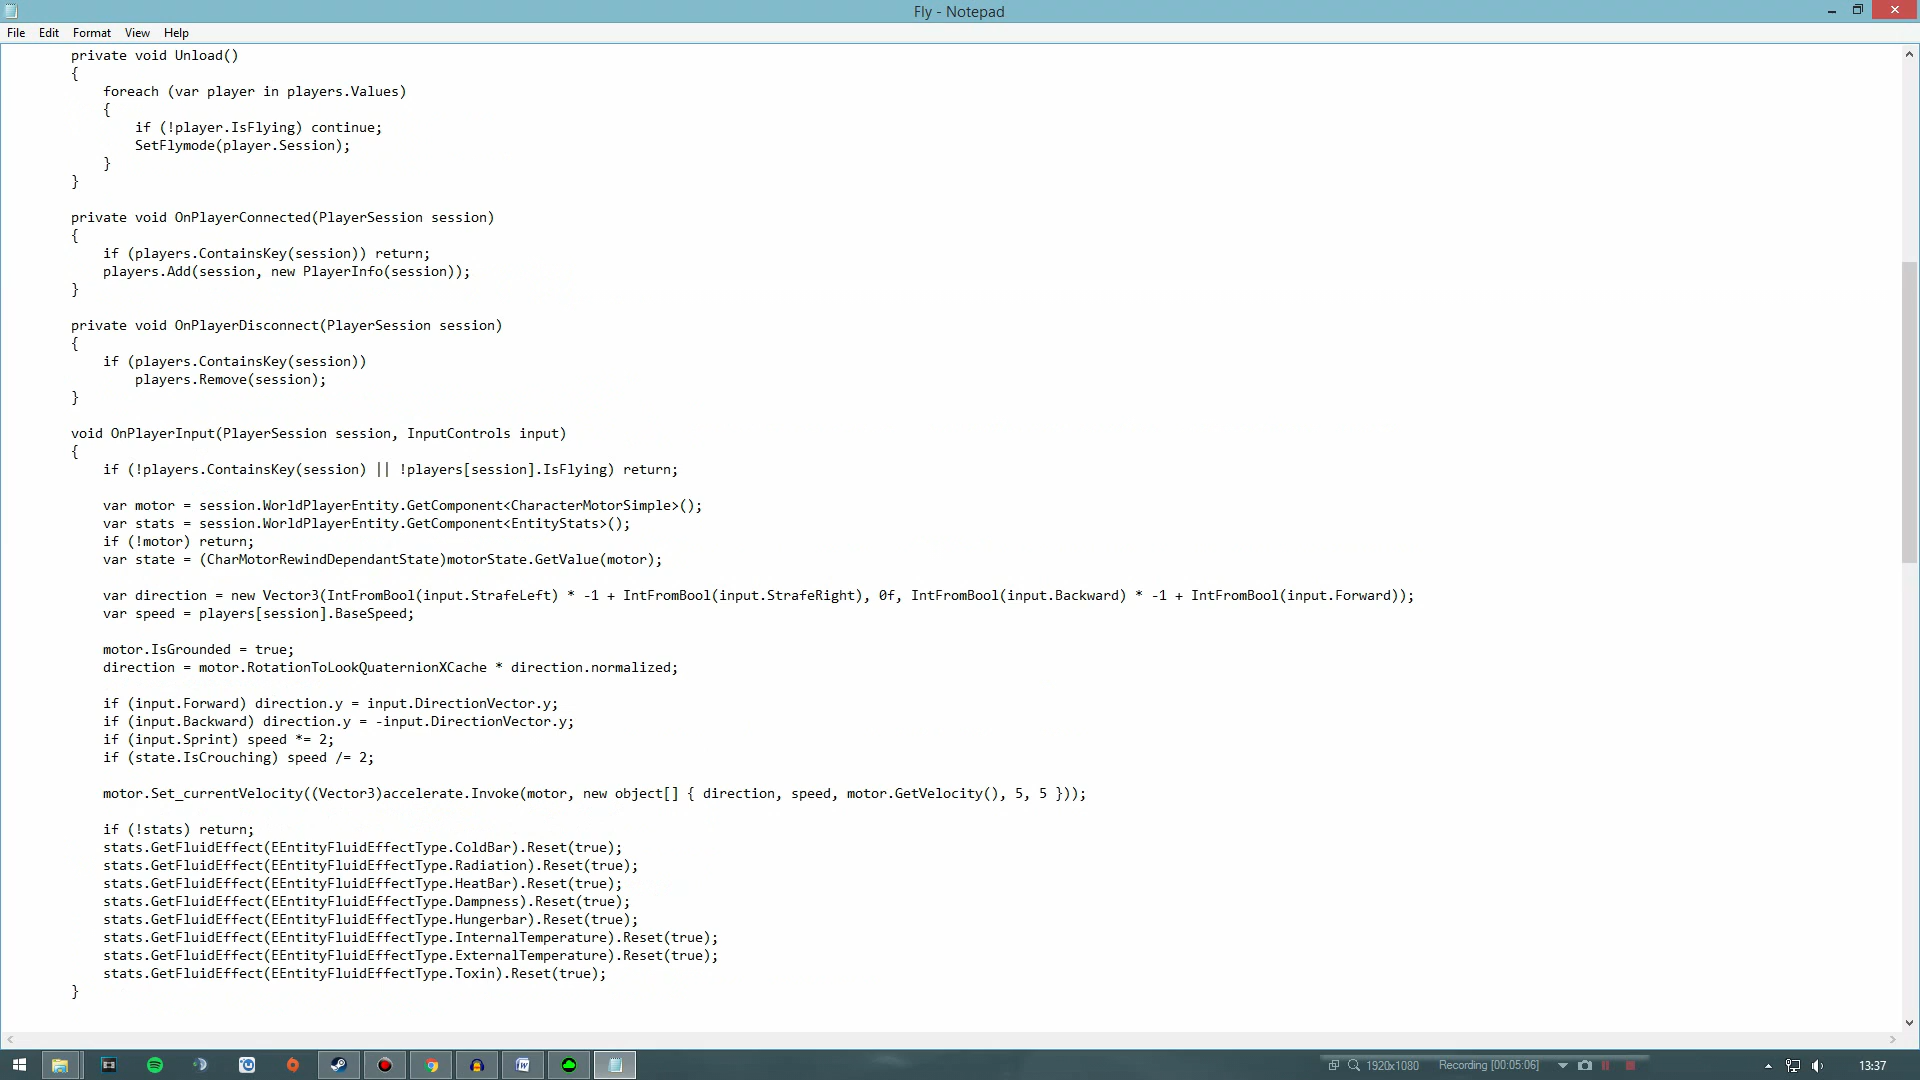 Fly - Notepad
File Edit Format View Help
private void Unload()
{
foreach (var player in players.Values)
{
if (!player.IsFlying) continue;
SetFlymode(player.Session);
}
}
private void OnPlayerConnected(PlayerSession session)
{
if (players.ContainsKey(session)) return;
players.Add(session, new PlayerInfo(session));
}
private void OnPlayerDisconnect(PlayerSession session)
{
if (players.ContainsKey(session))
players.Remove(session);
}
void OnPlayerInput(PlayerSession session, InputControls input)
{
if (!players.ContainsKey(session) || !players[session].IsFlying) return;
var motor = session.WorldPlayerEntity.GetComponent<CharacterMotorSimple>();
var stats = session.WorldPlayerEntity.GetComponent<EntityStats>();
if (!motor) return;
var state = (CharMotorRewindDependantState)motorState.GetValue(motor);
var direction = new Vector3(IntFromBool(input.StrafeLeft) * -1 + IntFromBool(input.StrafeRight), 0f, IntFromBool(input.Backward) * -1 + IntFromBool(input.Forward));
var speed = players[session].BaseSpeed;
motor.IsGrounded = true;
direction = motor.RotationToLookQuaternionXCache * direction.normalized;
if (input.Forward) direction.y = input.DirectionVector.y;
if (input.Backward) direction.y = -input.DirectionVector.y;
if (input.Sprint) speed *= 2;
if (state.IsCrouching) speed /= 2;
motor.Set_currentVelocity((Vector3)accelerate.Invoke(motor, new object[] { direction, speed, motor.GetVelocity(), 5, 5 }));
if (!stats) return;
stats.GetFluidEffect(EEntityFluidEffectType.ColdBar).Reset(true);
stats.GetFluidEffect(EEntityFluidEffectType.Radiation).Reset(true);
stats.GetFluidEffect(EEntityFluidEffectType.HeatBar).Reset(true);
stats.GetFluidEffect(EEntityFluidEffectType.Dampness).Reset(true);
stats.GetFluidEffect(EEntityFluidEffectType.Hungerbar).Reset(true);
stats.GetFluidEffect(EEntityFluidEffectType.InternalTemperature).Reset(true);
stats.GetFluidEffect(EEntityFluidEffectType.ExternalTemperature).Reset(true);
stats.GetFluidEffect(EEntityFluidEffectType.Toxin).Reset(true);
}
1920x1080 Recording [00:05:06] 13:37